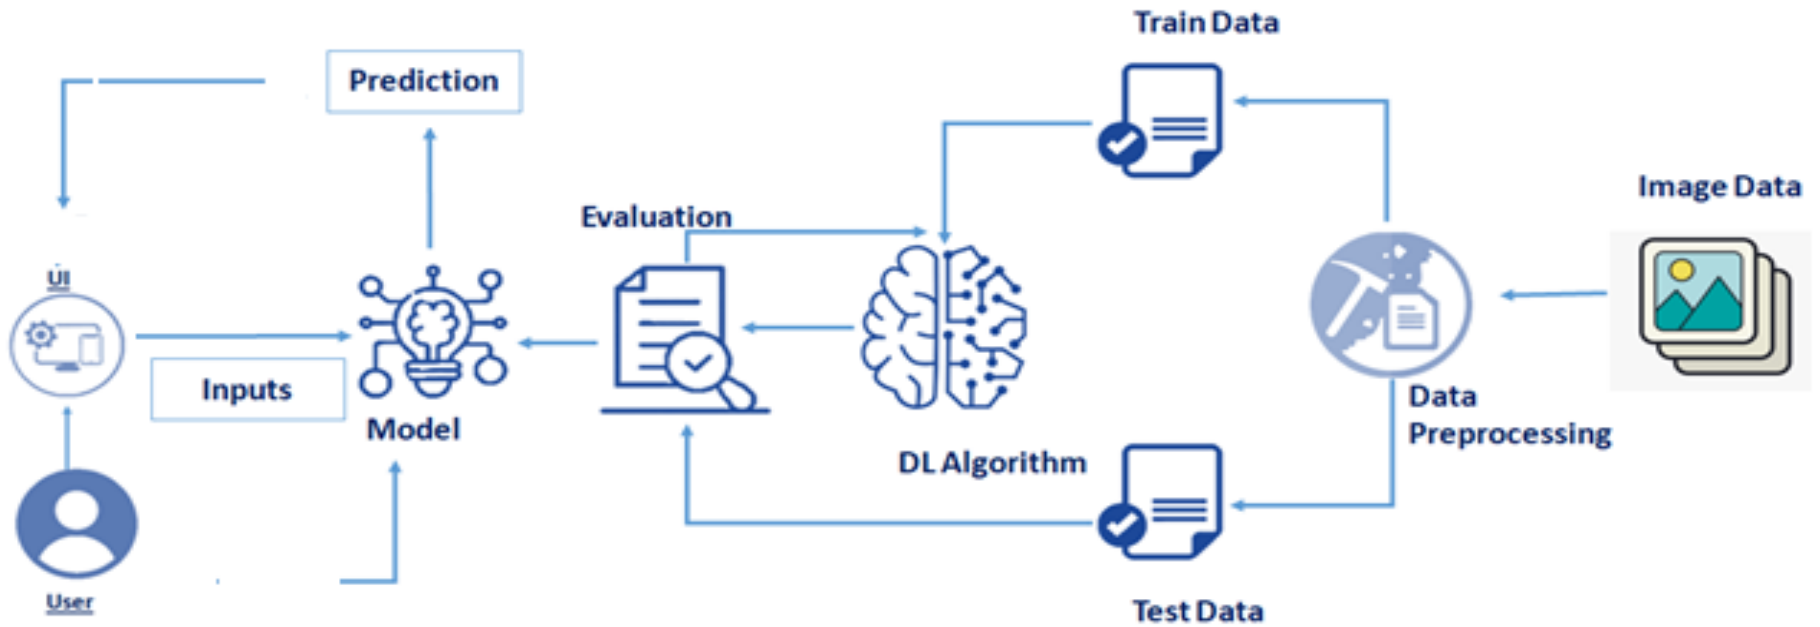 Train Data
Prediction
Image Data
Evaluation
UI
Inputs
Model
Data
Preprocessing
DL Algorithm
User
Test Data